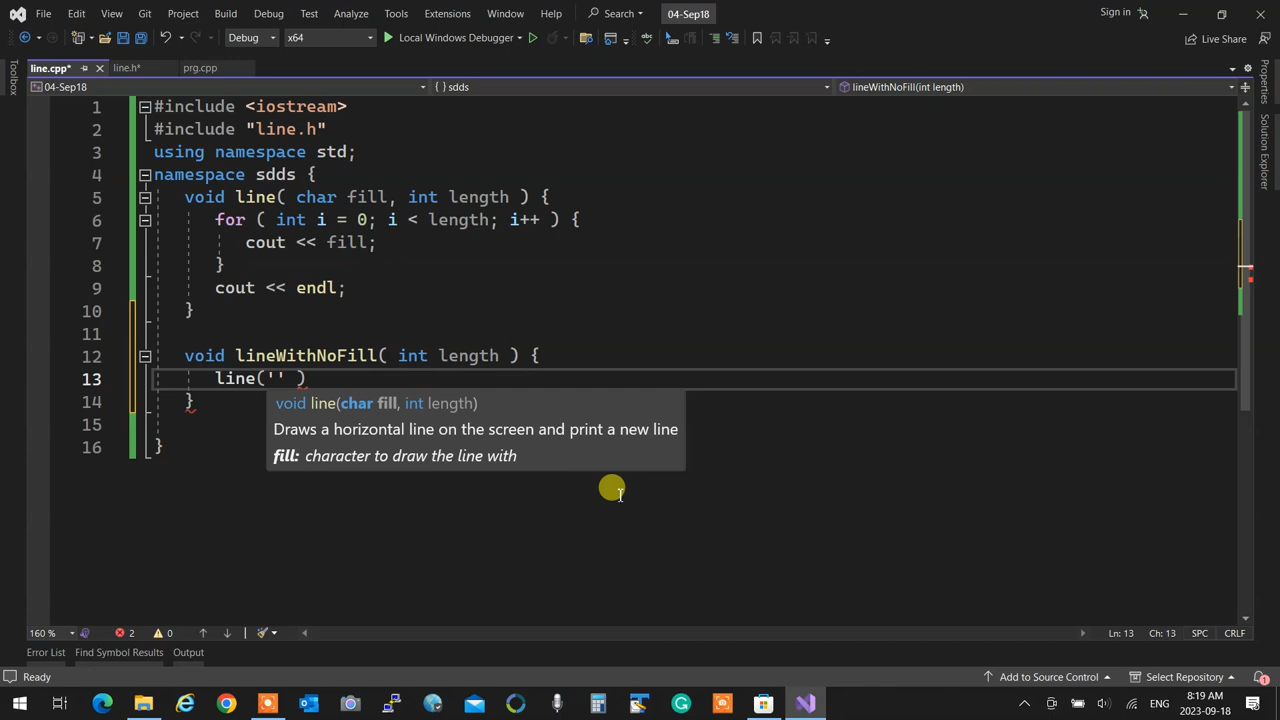 File Edit View Git Project Build Debug Test Analyze Tools Extensions Window Help Search 04-Sep18 Sign in
Debug x64 Local Windows Debugger Live Share
line.cpp* line.h* prg.cpp
04-Sep18 {} sdds lineWithNoFill(int length)
Toolbox
Properties
Solution Explorer
1 #include <iostream>
2 #include "line.h"
3 using namespace std;
4 namespace sdds {
5 void line( char fill, int length ) {
6 for ( int i = 0; i < length; i++ ) {
7 cout << fill;
8 }
9 cout << endl;
10 }
11
12 void lineWithNoFill( int length ) {
13 line('' )
14 }
void line(char fill, int length)
15
Draws a horizontal line on the screen and print a new line
16 }
fill: character to draw the line with
160 % 2 0 Ln: 13 Ch: 13 SPC CRLF
Error List Find Symbol Results Output
Ready Add to Source Control Select Repository 1
ENG 8:19 AM
2023-09-18